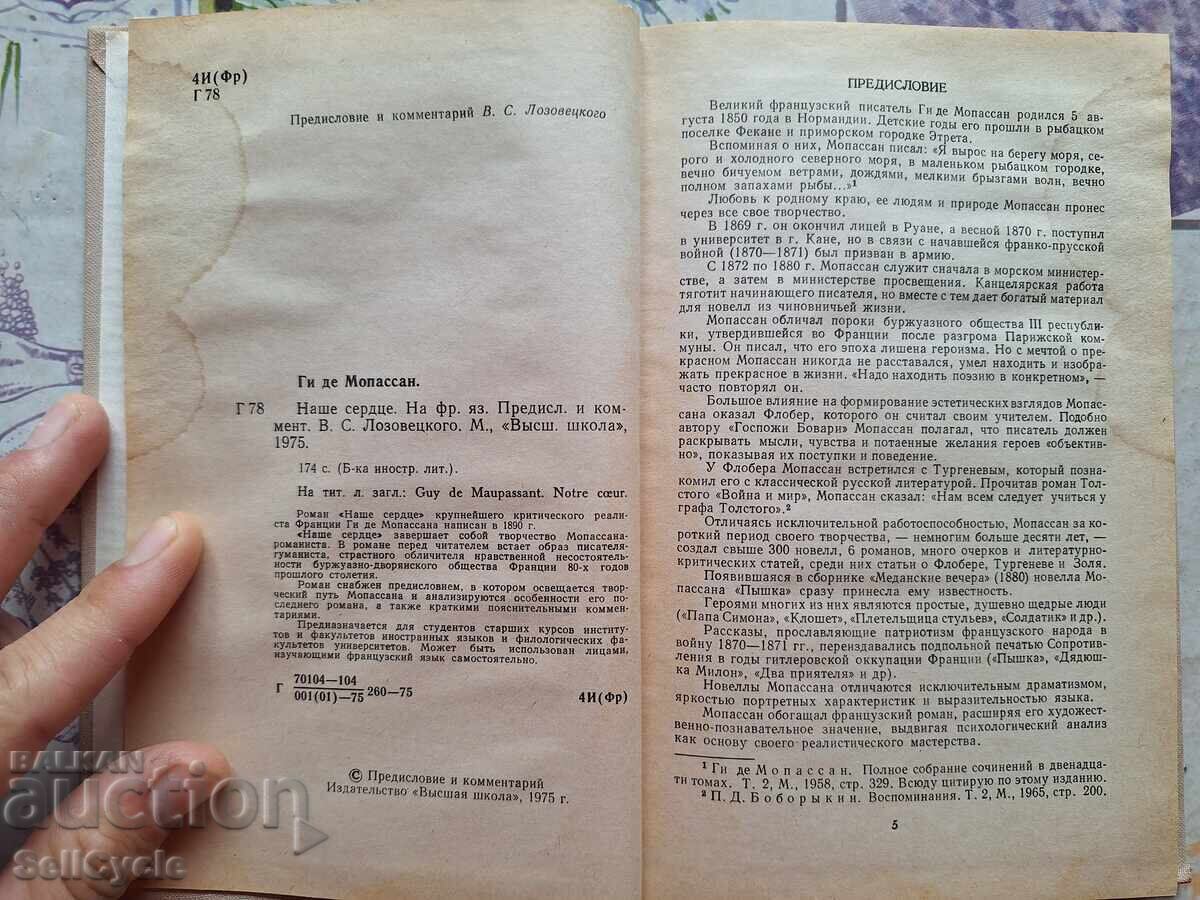 4И(Фр)
Г 78
Предисловие и комментарий В. С. Лозовецкого
Ги де Мопассан.
Г 78 Наше сердце. На фр. яз. Предисл. и ком-
мент. В. С. Лозовецкого. М., «Высш. школа»,
1975.
174 с. (Б-ка иностр. лит.).
На тит. л. загл.: Guy de Maupassant. Notre cœur.
Роман «Наше сердце» крупнейшего критического реали-
ста Франции Ги де Мопассана написан в 1890 г.
«Наше сердце» завершает собой творчество Мопассана-
романиста. В романе перед читателем встает образ писателя-
гуманиста, страстного обличителя нравственной несостоятель-
ности буржуазно-дворянского общества Франции 80-х годов
прошлого столетия.
Роман снабжен предисловием, в котором освещается твор-
ческий путь Мопассана и анализируются особенности его по-
следнего романа, а также краткими пояснительными коммен-
тариями.
Предназначается для студентов старших курсов институ-
тов и факультетов иностранных языков и филологических фа-
культетов университетов. Может быть использован лицами,
изучающими французский язык самостоятельно.
Г 70104—104
001(01)—75 260—75 4И(Фр)
© Предисловие и комментарий
Издательство «Высшая школа», 1975 г.
ПРЕДИСЛОВИЕ
Великий французский писатель Ги де Мопассан родился 5 ав-
густа 1850 года в Нормандии. Детские годы его прошли в рыбацком
поселке Фекане и приморском городке Этрета.
Вспоминая о них, Мопассан писал: «Я вырос на берегу моря, се-
рого и холодного северного моря, в маленьком рыбацком городке,
вечно бичуемом ветрами, дождями, мелкими брызгами волн, вечно
полном запахами рыбы...»¹
Любовь к родному краю, ее людям и природе Мопассан пронес
через все свое творчество.
В 1869 г. он окончил лицей в Руане, а весной 1870 г. поступил
в университет в г. Кане, но в связи с начавшейся франко-прусской
войной (1870—1871) был призван в армию.
С 1872 по 1880 г. Мопассан служит сначала в морском министер-
стве, а затем в министерстве просвещения. Канцелярская работа
тяготит начинающего писателя, но вместе с тем дает богатый материал
для новелл из чиновничьей жизни.
Мопассан обличал пороки буржуазного общества III республи-
ки, утвердившейся во Франции после разгрома Парижской ком-
муны. Он писал, что его эпоха лишена героизма. Но с мечтой о пре-
красном Мопассан никогда не расставался, умел находить и изобра-
жать прекрасное в жизни. «Надо находить поэзию в конкретном», —
часто повторял он.
Большое влияние на формирование эстетических взглядов Мопас-
сана оказал Флобер, которого он считал своим учителем. Подобно
автору «Госпожи Бовари» Мопассан полагал, что писатель должен
раскрывать мысли, чувства и потаенные желания героев «объектив-
но», показывая их поступки и поведение.
У Флобера Мопассан встретился с Тургеневым, который позна-
комил его с классической русской литературой. Прочитав роман Тол-
стого «Война и мир», Мопассан сказал: «Нам всем следует учиться у
графа Толстого».²
Отличаясь исключительной работоспособностью, Мопассан за ко-
роткий период своего творчества, — немногим больше десяти лет, —
создал свыше 300 новелл, 6 романов, много очерков и литературно-
критических статей, среди них статьи о Флобере, Тургеневе и Золя.
Появившаяся в сборнике «Меданские вечера» (1880) новелла Мо-
пассана «Пышка» сразу принесла ему известность.
Героями многих из них являются простые, душевно щедрые люди
(«Папа Симона», «Клошет», «Плетельщица стульев», «Солдатик» и др.).
Рассказы, прославляющие патриотизм французского народа в
войну 1870—1871 гг., переиздавались подпольной печатью Сопротив-
ления в годы гитлеровской оккупации Франции («Пышка», «Дядюш-
ка Милон», «Два приятеля» и др).
Новеллы Мопассана отличаются исключительным драматизмом,
яркостью портретных характеристик и выразительностью языка.
Мопассан обогащал французский роман, расширяя его художест-
венно-познавательное значение, выдвигая психологический анализ
как основу своего реалистического мастерства.
¹ Ги де Мопассан. Полное собрание сочинений в двенадца-
ти томах. Т. 2, М., 1958, стр. 329. Всюду цитирую по этому изданию.
² П. Д. Боборыкин. Воспоминания. Т. 2, М., 1965, стр. 200.
5
BALKAN
auction
SellCycle